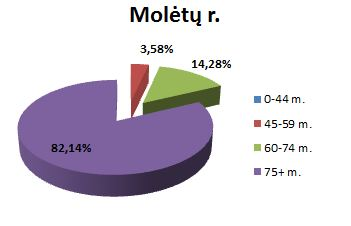 Molėtų r.
3,58%
14,28%
82,14%
0-44 m.
45-59 m.
60-74 m.
75+ m.